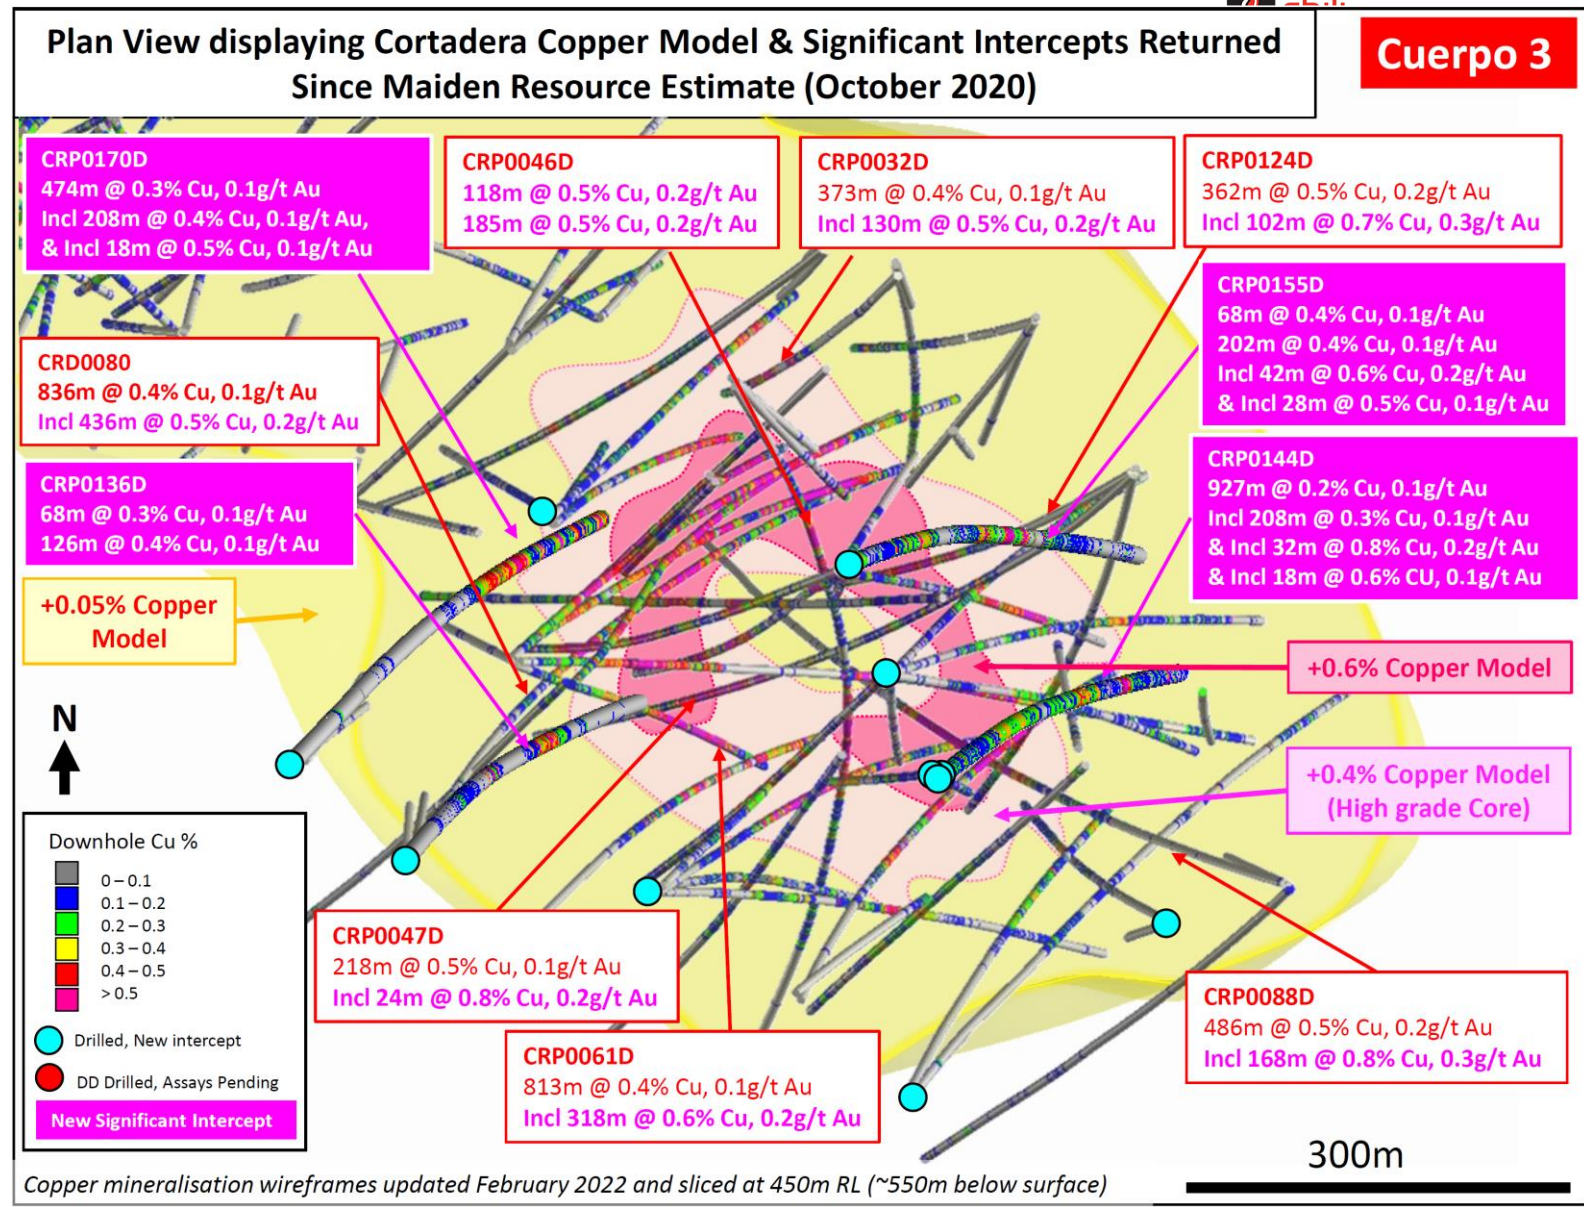 Plan View displaying Cortadera Copper Model & Significant Intercepts Returned
Since Maiden Resource Estimate (October 2020)
Cuerpo 3
CRP0170D
474m @ 0.3% Cu, 0.1g/t Au
Incl 208m @ 0.4% Cu, 0.1g/t Au,
& Incl 18m @ 0.5% Cu, 0.1g/t Au
CRP0046D
118m @ 0.5% Cu, 0.2g/t Au
185m @ 0.5% Cu, 0.2g/t Au
CRP0032D
373m @ 0.4% Cu, 0.1g/t Au
Incl 130m @ 0.5% Cu, 0.2g/t Au
CRP0124D
362m @ 0.5% Cu, 0.2g/t Au
Incl 102m @ 0.7% Cu, 0.3g/t Au
CRP0155D
68m @ 0.4% Cu, 0.1g/t Au
202m @ 0.4% Cu, 0.1g/t Au
Incl 42m @ 0.6% Cu, 0.2g/t Au
& Incl 28m @ 0.5% Cu, 0.1g/t Au
CRD0080
836m @ 0.4% Cu, 0.1g/t Au
Incl 436m @ 0.5% Cu, 0.2g/t Au
CRP0144D
927m @ 0.2% Cu, 0.1g/t Au
Incl 208m @ 0.3% Cu, 0.1g/t Au
& Incl 32m @ 0.8% Cu, 0.2g/t Au
& Incl 18m @ 0.6% CU, 0.1g/t Au
CRP0136D
68m @ 0.3% Cu, 0.1g/t Au
126m @ 0.4% Cu, 0.1g/t Au
+0.05% Copper
Model
+0.6% Copper Model
N
+0.4% Copper Model
(High grade Core)
Downhole Cu %
0 – 0.1
0.1 – 0.2
0.2 – 0.3
0.3 – 0.4
0.4 – 0.5
> 0.5
Drilled, New intercept
DD Drilled, Assays Pending
New Significant Intercept
CRP0047D
218m @ 0.5% Cu, 0.1g/t Au
Incl 24m @ 0.8% Cu, 0.2g/t Au
CRP0061D
813m @ 0.4% Cu, 0.1g/t Au
Incl 318m @ 0.6% Cu, 0.2g/t Au
CRP0088D
486m @ 0.5% Cu, 0.2g/t Au
Incl 168m @ 0.8% Cu, 0.3g/t Au
300m
Copper mineralisation wireframes updated February 2022 and sliced at 450m RL (~550m below surface)